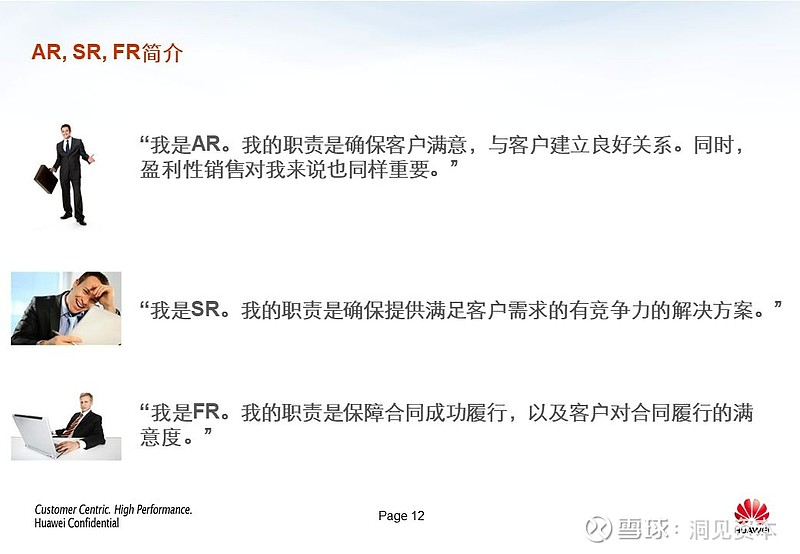 AR, SR, FR简介
“我是AR。我的职责是确保客户满意，与客户建立良好关系。同时，
盈利性销售对我来说也同样重要。”
“我是SR。我的职责是确保提供满足客户需求的有竞争力的解决方案。”
“我是FR。我的职责是保障合同成功履行，以及客户对合同履行的满
意度。”
Customer Centric. High Performance.
Huawei Confidential
Page 12
HUAWEI
雪球：洞见资本